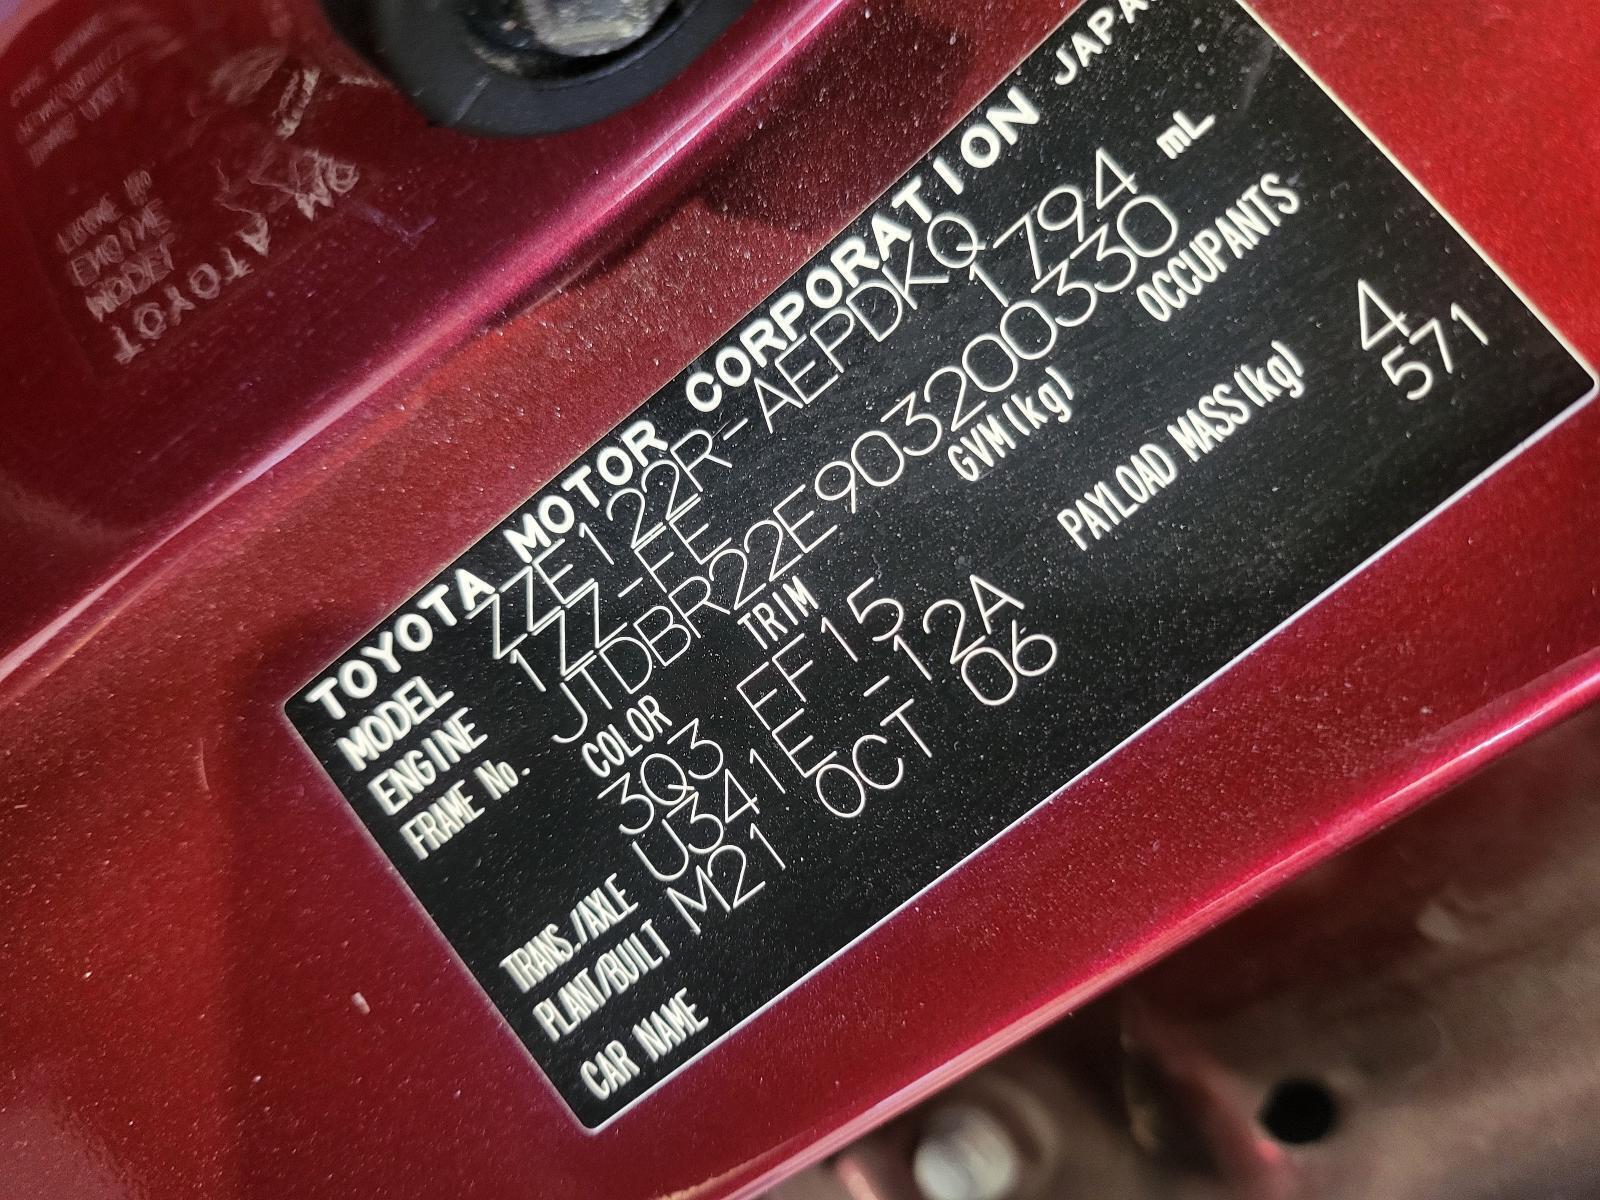 TOYOTA MOTOR CORPORATION JAPAN
MODEL ZZE122R-AEPDKQ
ENGINE 1ZZ-FE 1794 mL
FRAME No. JTDBR22E903200330
COLOR TRIM GVM(kg) OCCUPANTS
3Q3 FF15 4
TRANS./AXLE U341E -12A PAYLOAD MASS(kg) 571
PLANT/BUILT M21 OCT 06
CAR NAME